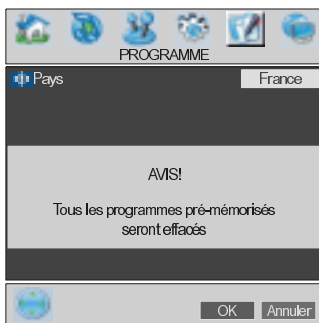 PROGRAMME
Pays France
AVIS!
Tous les programmes pré-mémorisés
seront effacés
OK Annuler